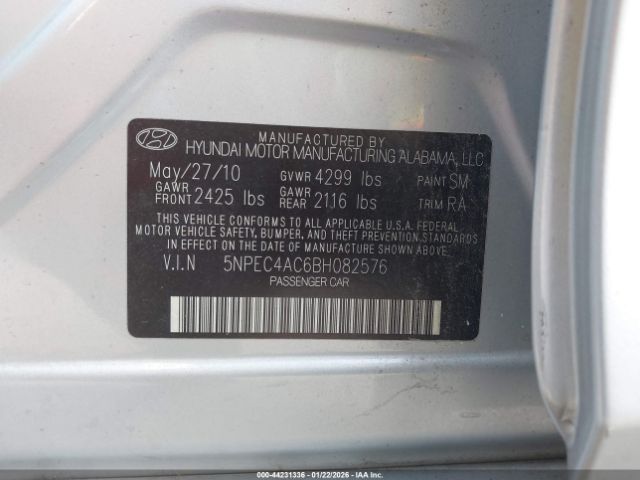 MANUFACTURED BY
HYUNDAI MOTOR MANUFACTURING ALABAMA, LLC
May/27/10 GVWR 4299 lbs PAINT SM
GAWR FRONT 2425 lbs GAWR REAR 2116 lbs TRIM RA
THIS VEHICLE CONFORMS TO ALL APPLICABLE U.S.A. FEDERAL
MOTOR VEHICLE SAFETY, BUMPER, AND THEFT PREVENTION STANDARDS
IN EFFECT ON THE DATE OF MANUFACTURE SHOWN ABOVE.
V.I.N 5NPEC4AC6BH082576
PASSENGER CAR
000-44231336 - 01/22/2026 - IAA INC.